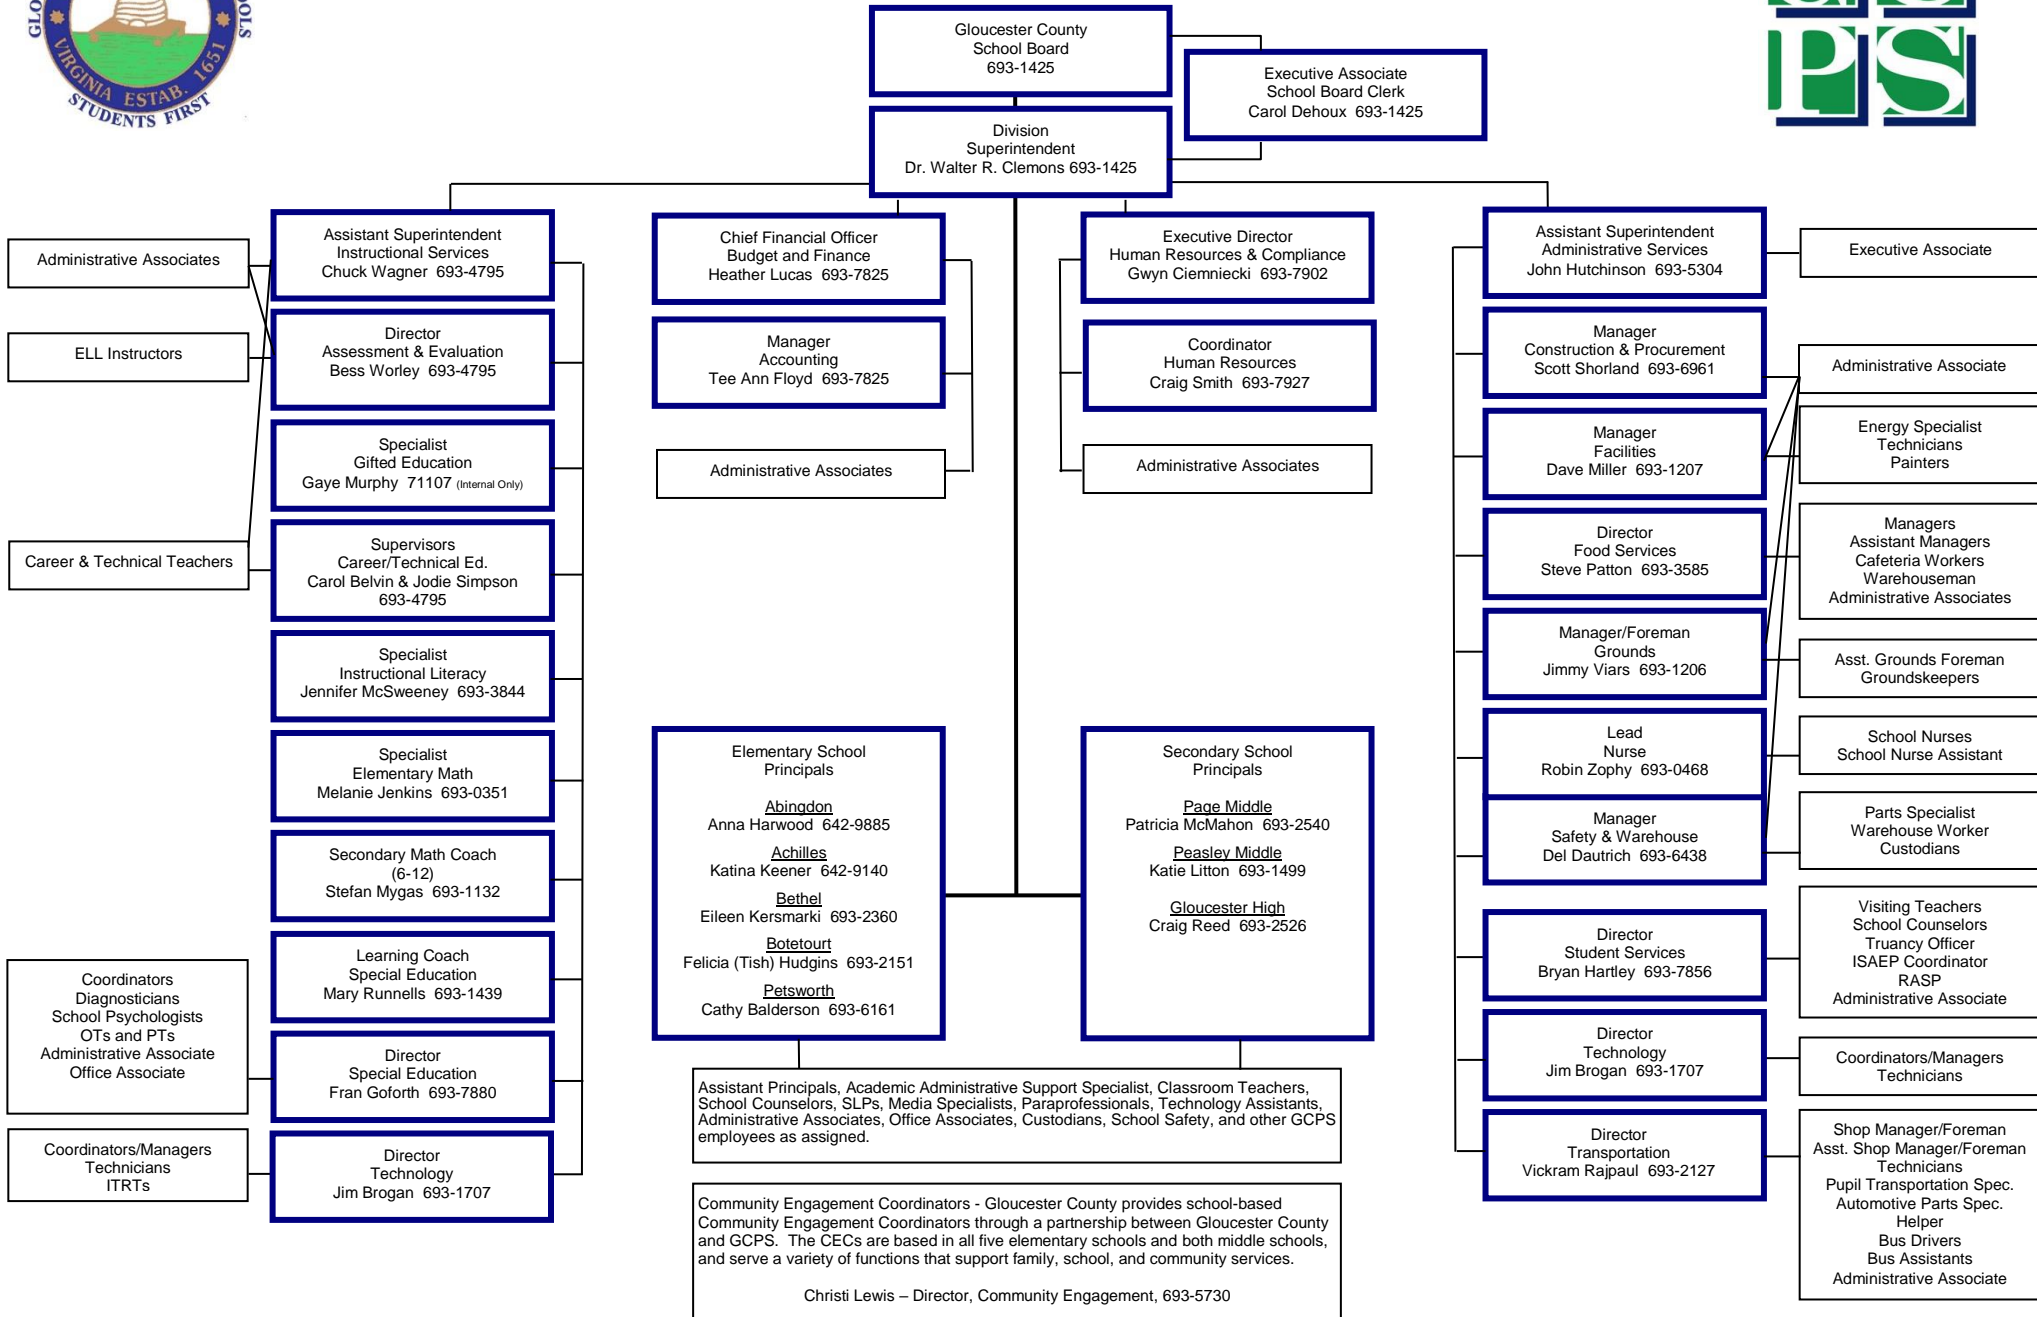 GLO
OOLS
VIRGINIA ESTAB. 1651
STUDENTS FIRST
PS
Gloucester County
School Board
693-1425
Executive Associate
School Board Clerk
Carol Dehoux 693-1425
Division
Superintendent
Dr. Walter R. Clemons 693-1425
Administrative Associates
ELL Instructors
Career & Technical Teachers
Coordinators
Diagnosticians
School Psychologists
OTs and PTs
Administrative Associate
Office Associate
Coordinators/Managers
Technicians
ITRTs
Assistant Superintendent
Instructional Services
Chuck Wagner 693-4795
Director
Assessment & Evaluation
Bess Worley 693-4795
Specialist
Gifted Education
Gaye Murphy 71107 (Internal Only)
Supervisors
Career/Technical Ed.
Carol Belvin & Jodie Simpson
693-4795
Specialist
Instructional Literacy
Jennifer McSweeney 693-3844
Specialist
Elementary Math
Melanie Jenkins 693-0351
Secondary Math Coach
(6-12)
Stefan Mygas 693-1132
Learning Coach
Special Education
Mary Runnells 693-1439
Director
Special Education
Fran Goforth 693-7880
Director
Technology
Jim Brogan 693-1707
Chief Financial Officer
Budget and Finance
Heather Lucas 693-7825
Manager
Accounting
Tee Ann Floyd 693-7825
Administrative Associates
Executive Director
Human Resources & Compliance
Gwyn Ciemniecki 693-7902
Coordinator
Human Resources
Craig Smith 693-7927
Administrative Associates
Elementary School
Principals
Abingdon
Anna Harwood 642-9885
Achilles
Katina Keener 642-9140
Bethel
Eileen Kersmarki 693-2360
Botetourt
Felicia (Tish) Hudgins 693-2151
Petsworth
Cathy Balderson 693-6161
Secondary School
Principals
Page Middle
Patricia McMahon 693-2540
Peasley Middle
Katie Litton 693-1499
Gloucester High
Craig Reed 693-2526
Assistant Principals, Academic Administrative Support Specialist, Classroom Teachers,
School Counselors, SLPs, Media Specialists, Paraprofessionals, Technology Assistants,
Administrative Associates, Office Associates, Custodians, School Safety, and other GCPS
employees as assigned.
Community Engagement Coordinators - Gloucester County provides school-based
Community Engagement Coordinators through a partnership between Gloucester County
and GCPS. The CECs are based in all five elementary schools and both middle schools,
and serve a variety of functions that support family, school, and community services.
Christi Lewis – Director, Community Engagement, 693-5730
Assistant Superintendent
Administrative Services
John Hutchinson 693-5304
Manager
Construction & Procurement
Scott Shorland 693-6961
Manager
Facilities
Dave Miller 693-1207
Director
Food Services
Steve Patton 693-3585
Manager/Foreman
Grounds
Jimmy Viars 693-1206
Lead
Nurse
Robin Zophy 693-0468
Manager
Safety & Warehouse
Del Dautrich 693-6438
Director
Student Services
Bryan Hartley 693-7856
Director
Technology
Jim Brogan 693-1707
Director
Transportation
Vickram Rajpaul 693-2127
Executive Associate
Administrative Associate
Energy Specialist
Technicians
Painters
Managers
Assistant Managers
Cafeteria Workers
Warehouseman
Administrative Associates
Asst. Grounds Foreman
Groundskeepers
School Nurses
School Nurse Assistant
Parts Specialist
Warehouse Worker
Custodians
Visiting Teachers
School Counselors
Truancy Officer
ISAEP Coordinator
RASP
Administrative Associate
Coordinators/Managers
Technicians
Shop Manager/Foreman
Asst. Shop Manager/Foreman
Technicians
Pupil Transportation Spec.
Automotive Parts Spec.
Helper
Bus Drivers
Bus Assistants
Administrative Associate